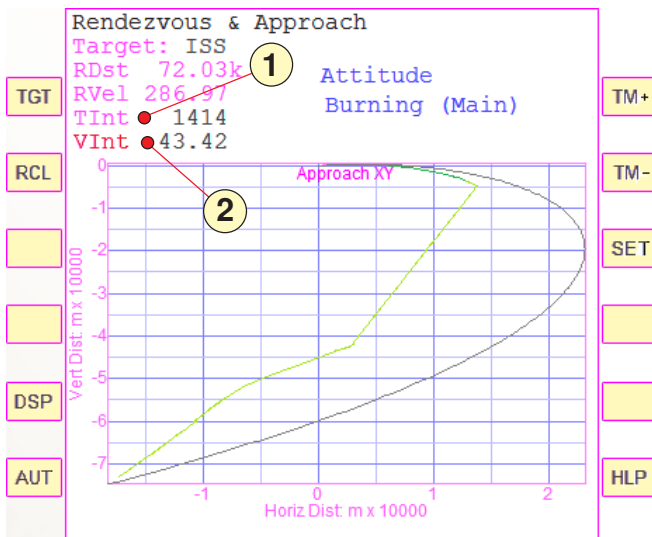 Rendezvous & Approach
Target: ISS
RDst 72.03k
RVel 286.97
TInt 1414
VInt 43.42
1
2
Attitude
Burning (Main)
TGT
RCL
DSP
AUT
TM+
TM-
SET
HLP
Approach XY
0
-1
-2
-3
-4
-5
-6
-7
Vert Dist: m x 10000
-1 0 1 2
Horiz Dist: m x 10000